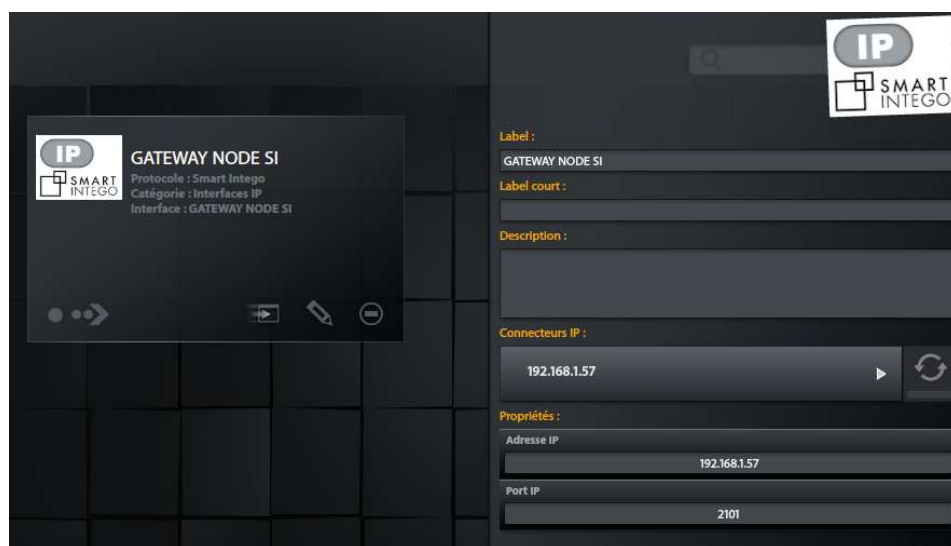 IP
SMART
INTEGO
GATEWAY NODE SI
Protocole : Smart Intego
Catégorie : Interfaces IP
Interface : GATEWAY NODE SI
IP
SMART
INTEGO
Label :
GATEWAY NODE SI
Label court :
Description :
Connecteurs IP :
192.168.1.57
Propriétés :
Adresse IP
192.168.1.57
Port IP
2101